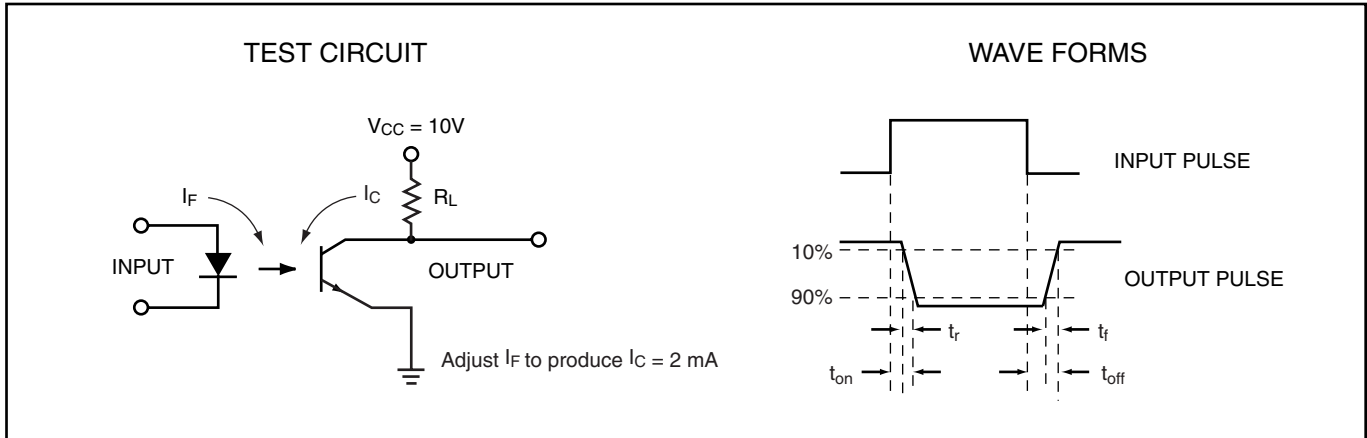 TEST CIRCUIT
VCC = 10V
IF
IC
RL
INPUT
OUTPUT
Adjust IF to produce IC = 2 mA
WAVE FORMS
INPUT PULSE
10%
OUTPUT PULSE
90%
tr
tf
ton
toff